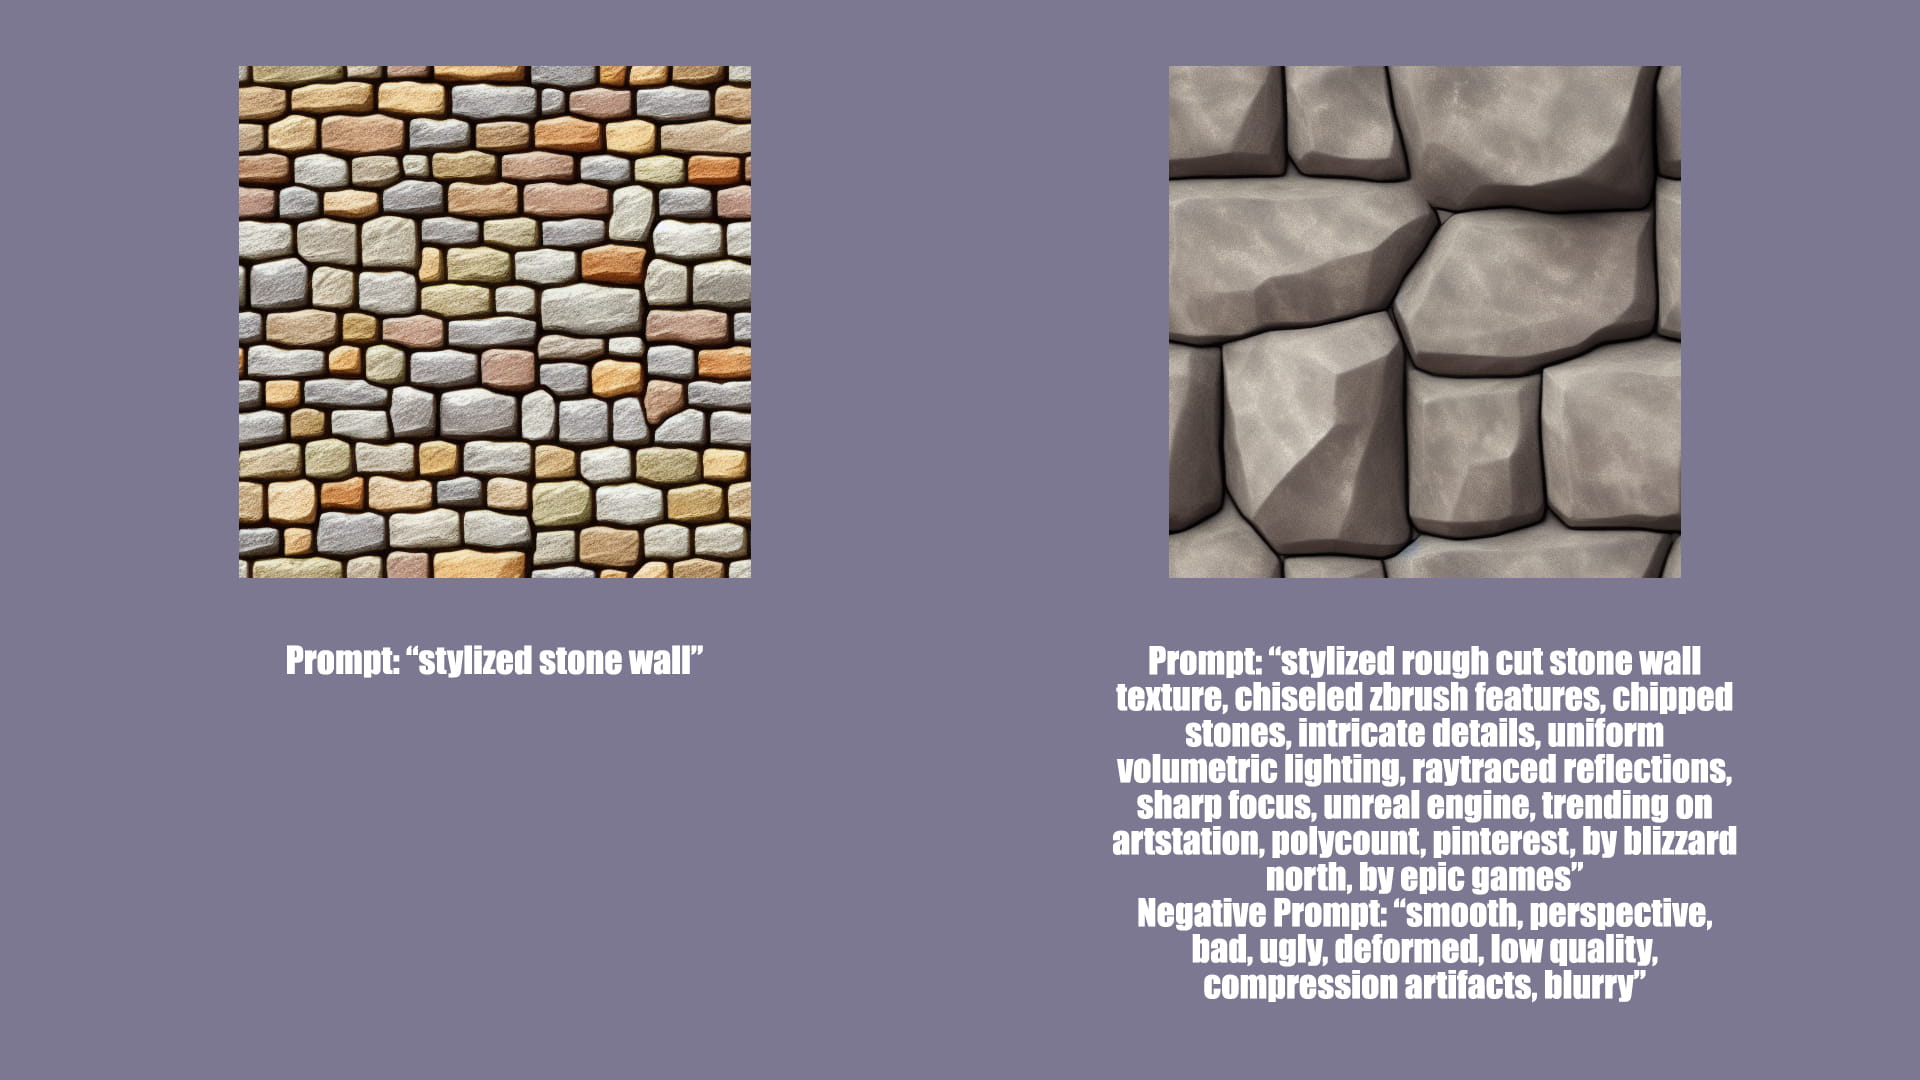 Prompt: “stylized stone wall”
Prompt: “stylized rough cut stone wall
texture, chiseled zbrush features, chipped
stones, intricate details, uniform
volumetric lighting, raytraced reflections,
sharp focus, unreal engine, trending on
artstation, polycount, pinterest, by blizzard
north, by epic games”
Negative Prompt: “smooth, perspective,
bad, ugly, deformed, low quality,
compression artifacts, blurry”